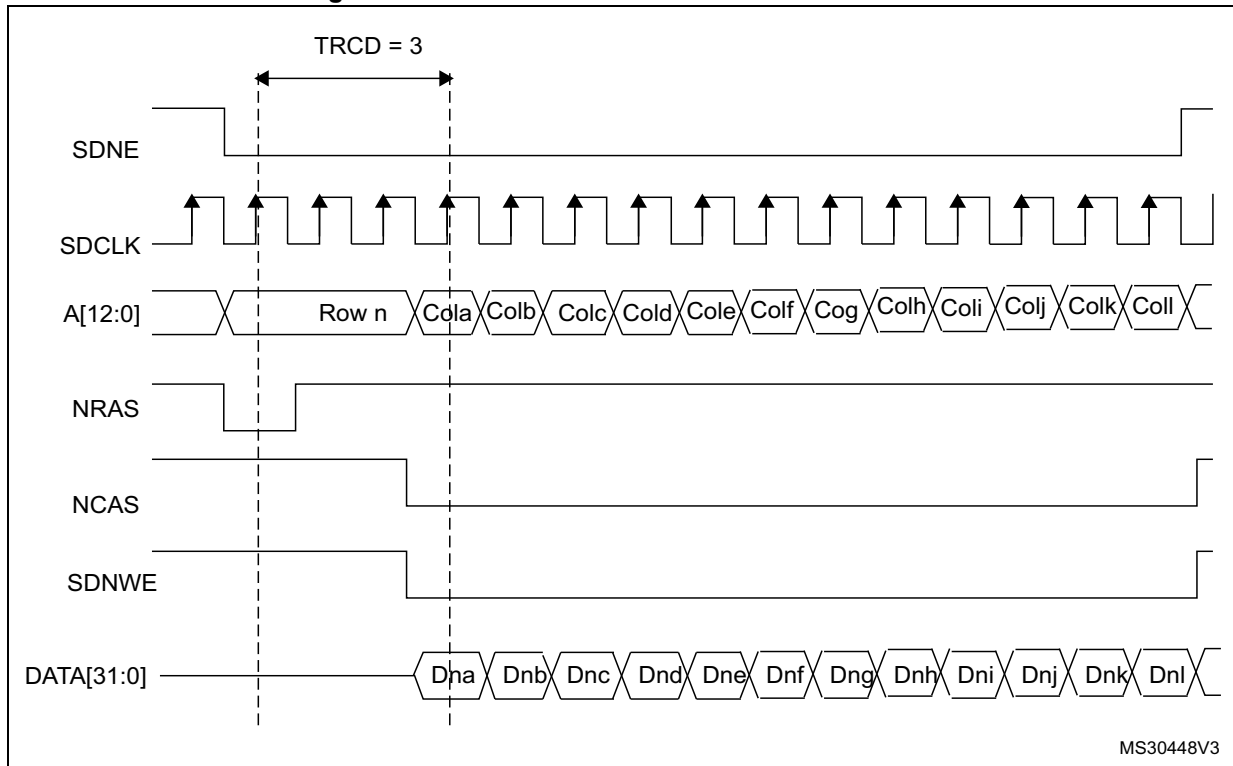 TRCD = 3
SDNE
SDCLK
A[12:0] Row n Cola Colb Colc Cold Cole Colf Cog Colh Coli Colj Colk Coll
NRAS
NCAS
SDNWE
DATA[31:0] Dna Dnb Dnc Dnd Dne Dnf Dng Dnh Dni Dnj Dnk Dnl
MS30448V3